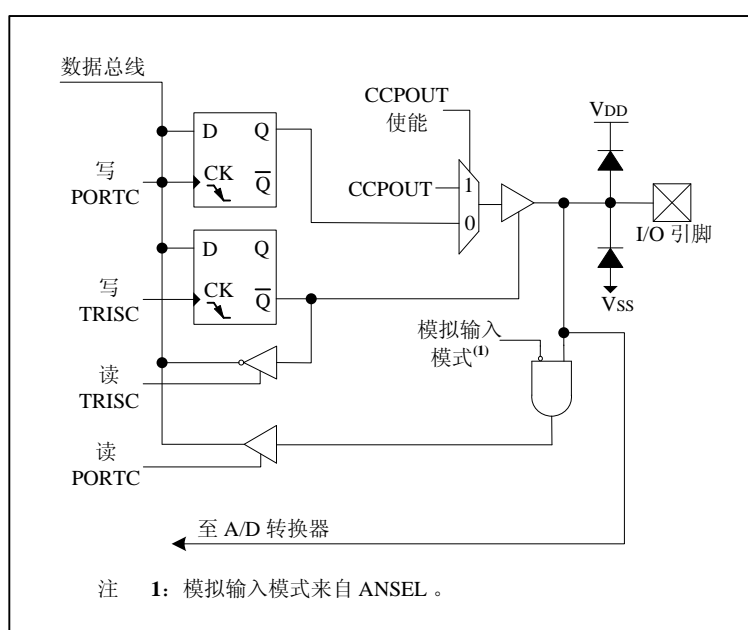 数据总线
CCPOUT
使能
VDD
D Q
写
PORTC
CK Q
CCPOUT
1
0
I/O 引脚
D Q
写
TRISC
CK Q
VSS
模拟输入
模式(1)
读
TRISC
读
PORTC
至 A/D 转换器
注 1：模拟输入模式来自 ANSEL 。